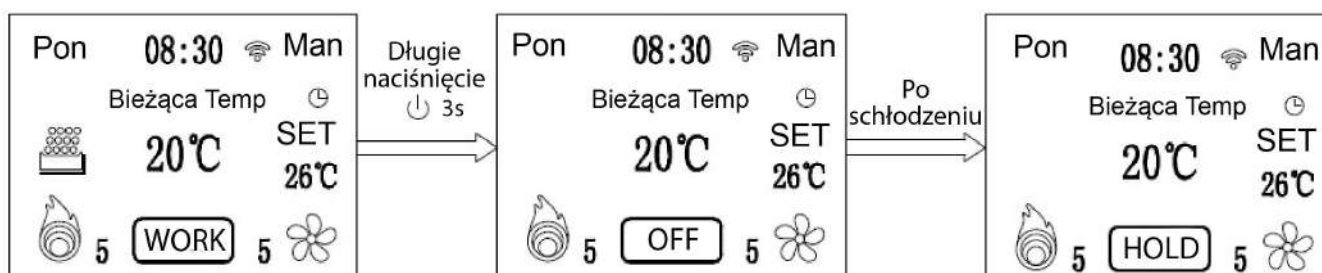 Pon 08:30 Man
Bieżąca Temp
SET
20℃
26℃
5 WORK 5
Długie
naciśnięcie
3s
Pon 08:30 Man
Bieżąca Temp
SET
20℃
26℃
5 OFF 5
Po
schłodzeniu
Pon 08:30 Man
Bieżąca Temp
SET
20℃
26℃
5 HOLD 5